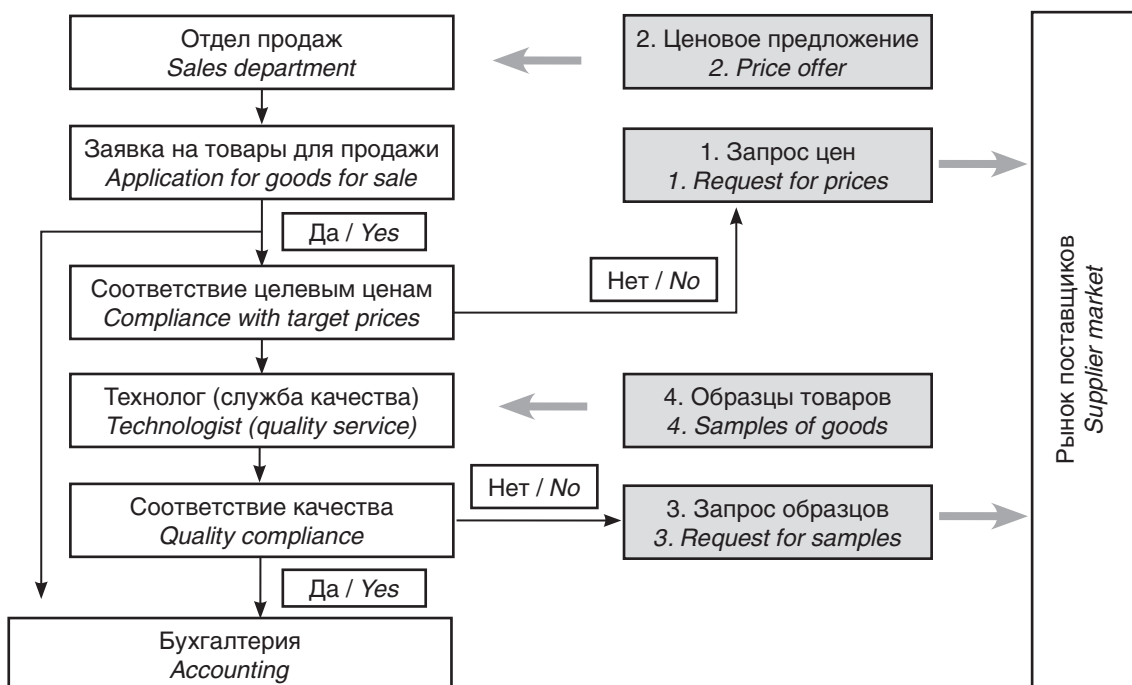 Отдел продаж
Sales department
2. Ценовое предложение
2. Price offer
Заявка на товары для продажи
Application for goods for sale
1. Запрос цен
1. Request for prices
Да / Yes
Нет / No
Соответствие целевым ценам
Compliance with target prices
Технолог (служба качества)
Technologist (quality service)
4. Образцы товаров
4. Samples of goods
Нет / No
Соответствие качества
Quality compliance
3. Запрос образцов
3. Request for samples
Да / Yes
Бухгалтерия
Accounting
Рынок поставщиков
Supplier market